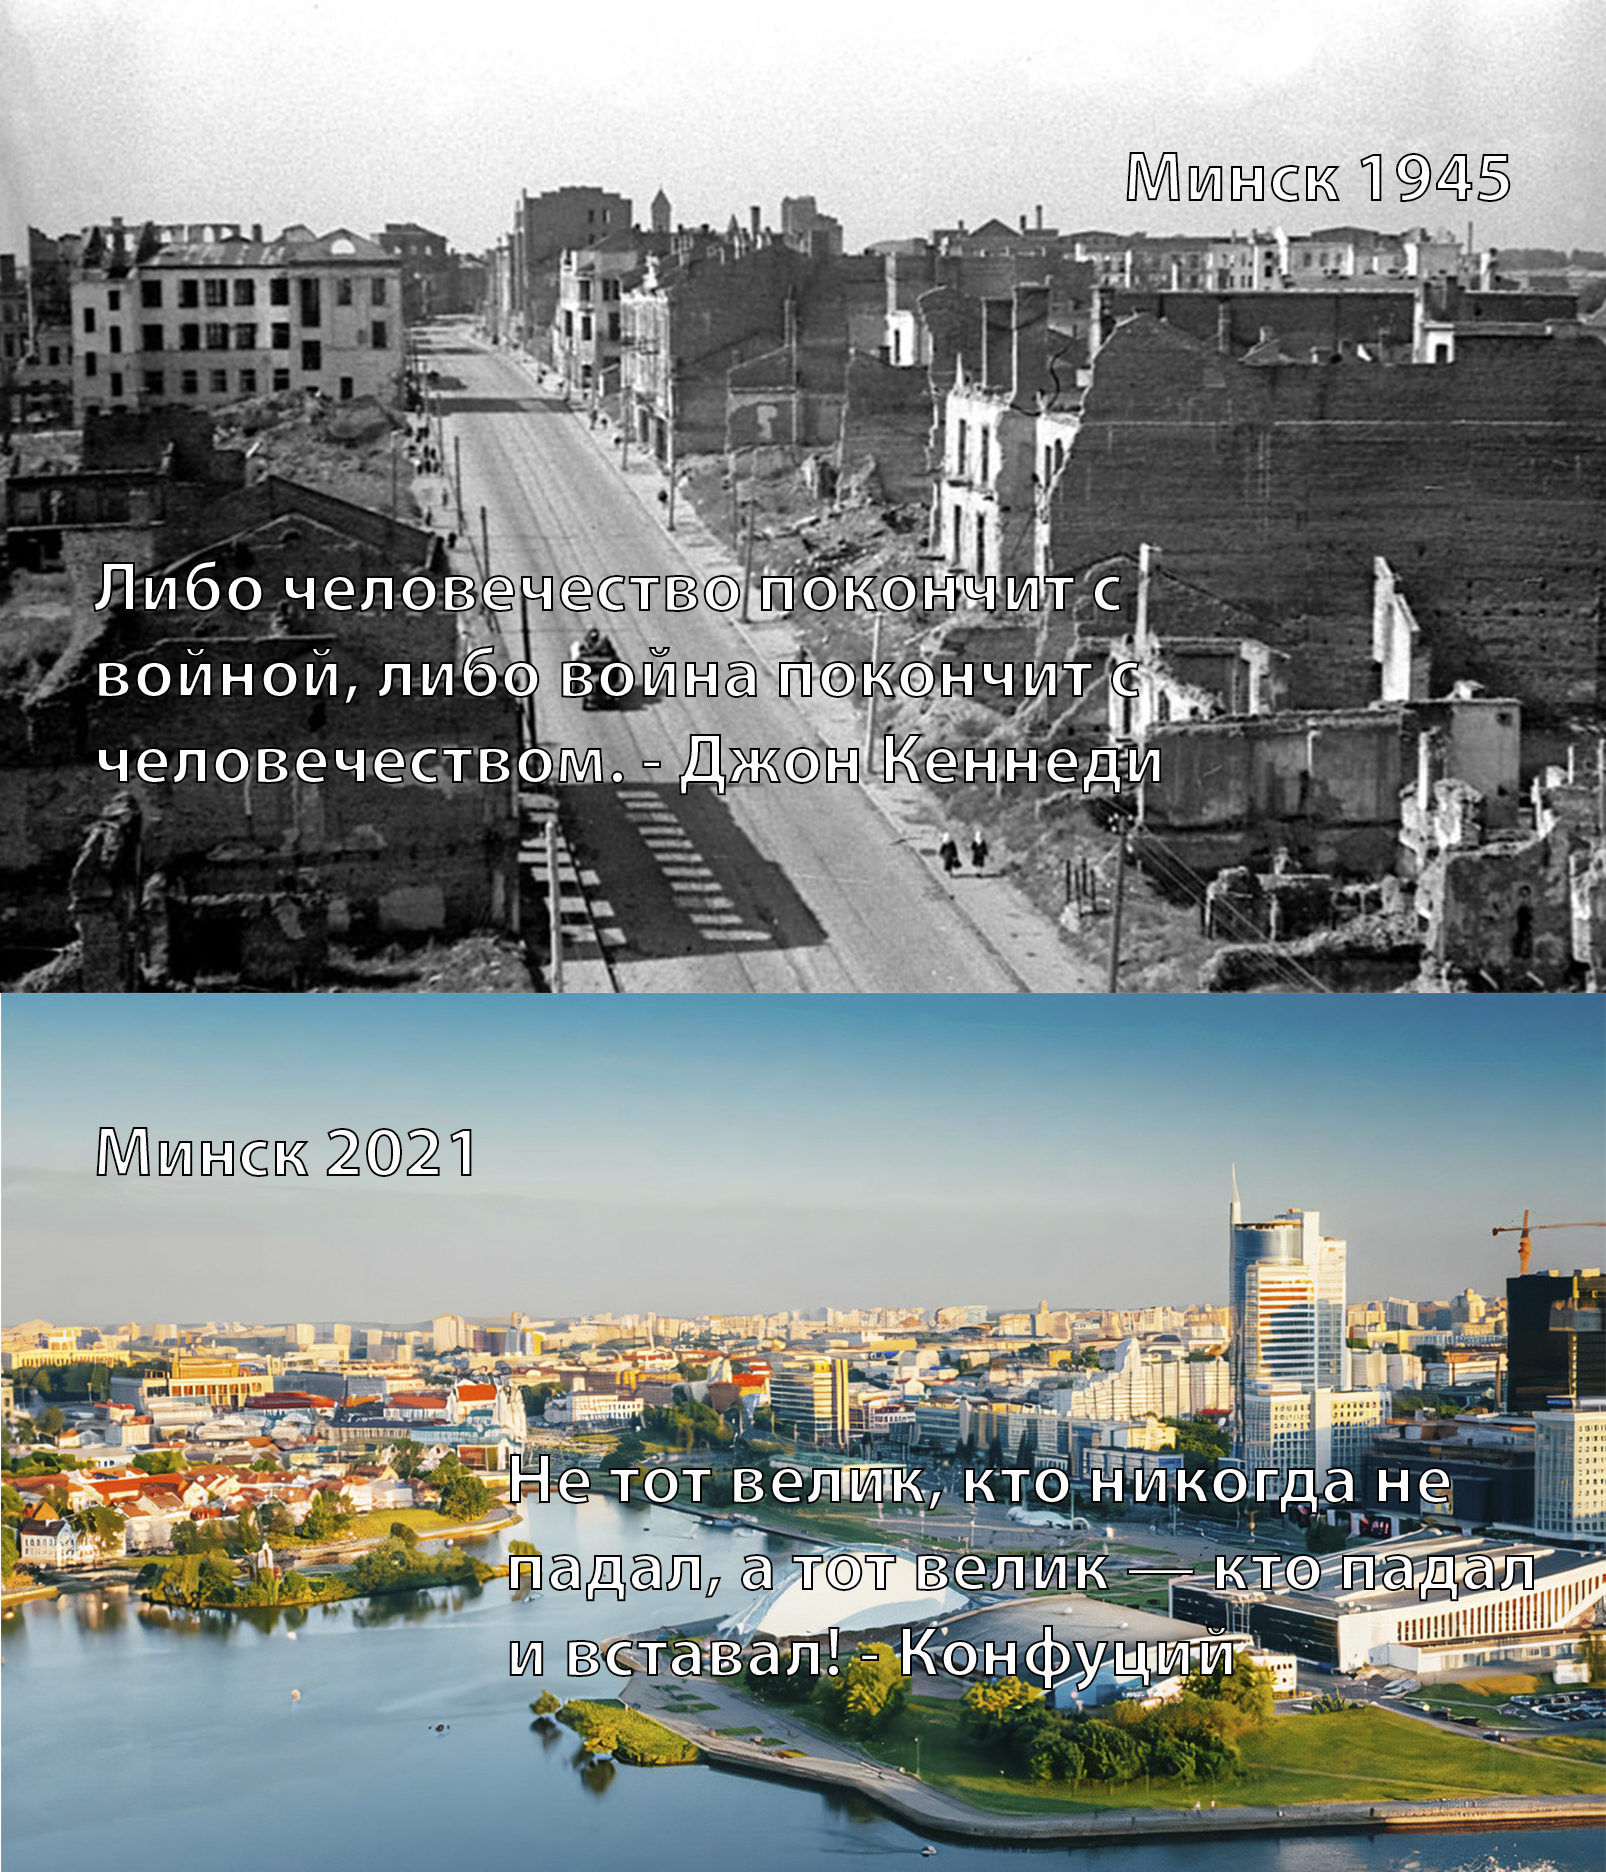 Минск 1945
Либо человечество покончит с
войной, либо война покончит с
человечеством. - Джон Кеннеди
Минск 2021
Не тот велик, кто никогда не
падал, а тот велик — кто падал
и вставал! - Конфуций